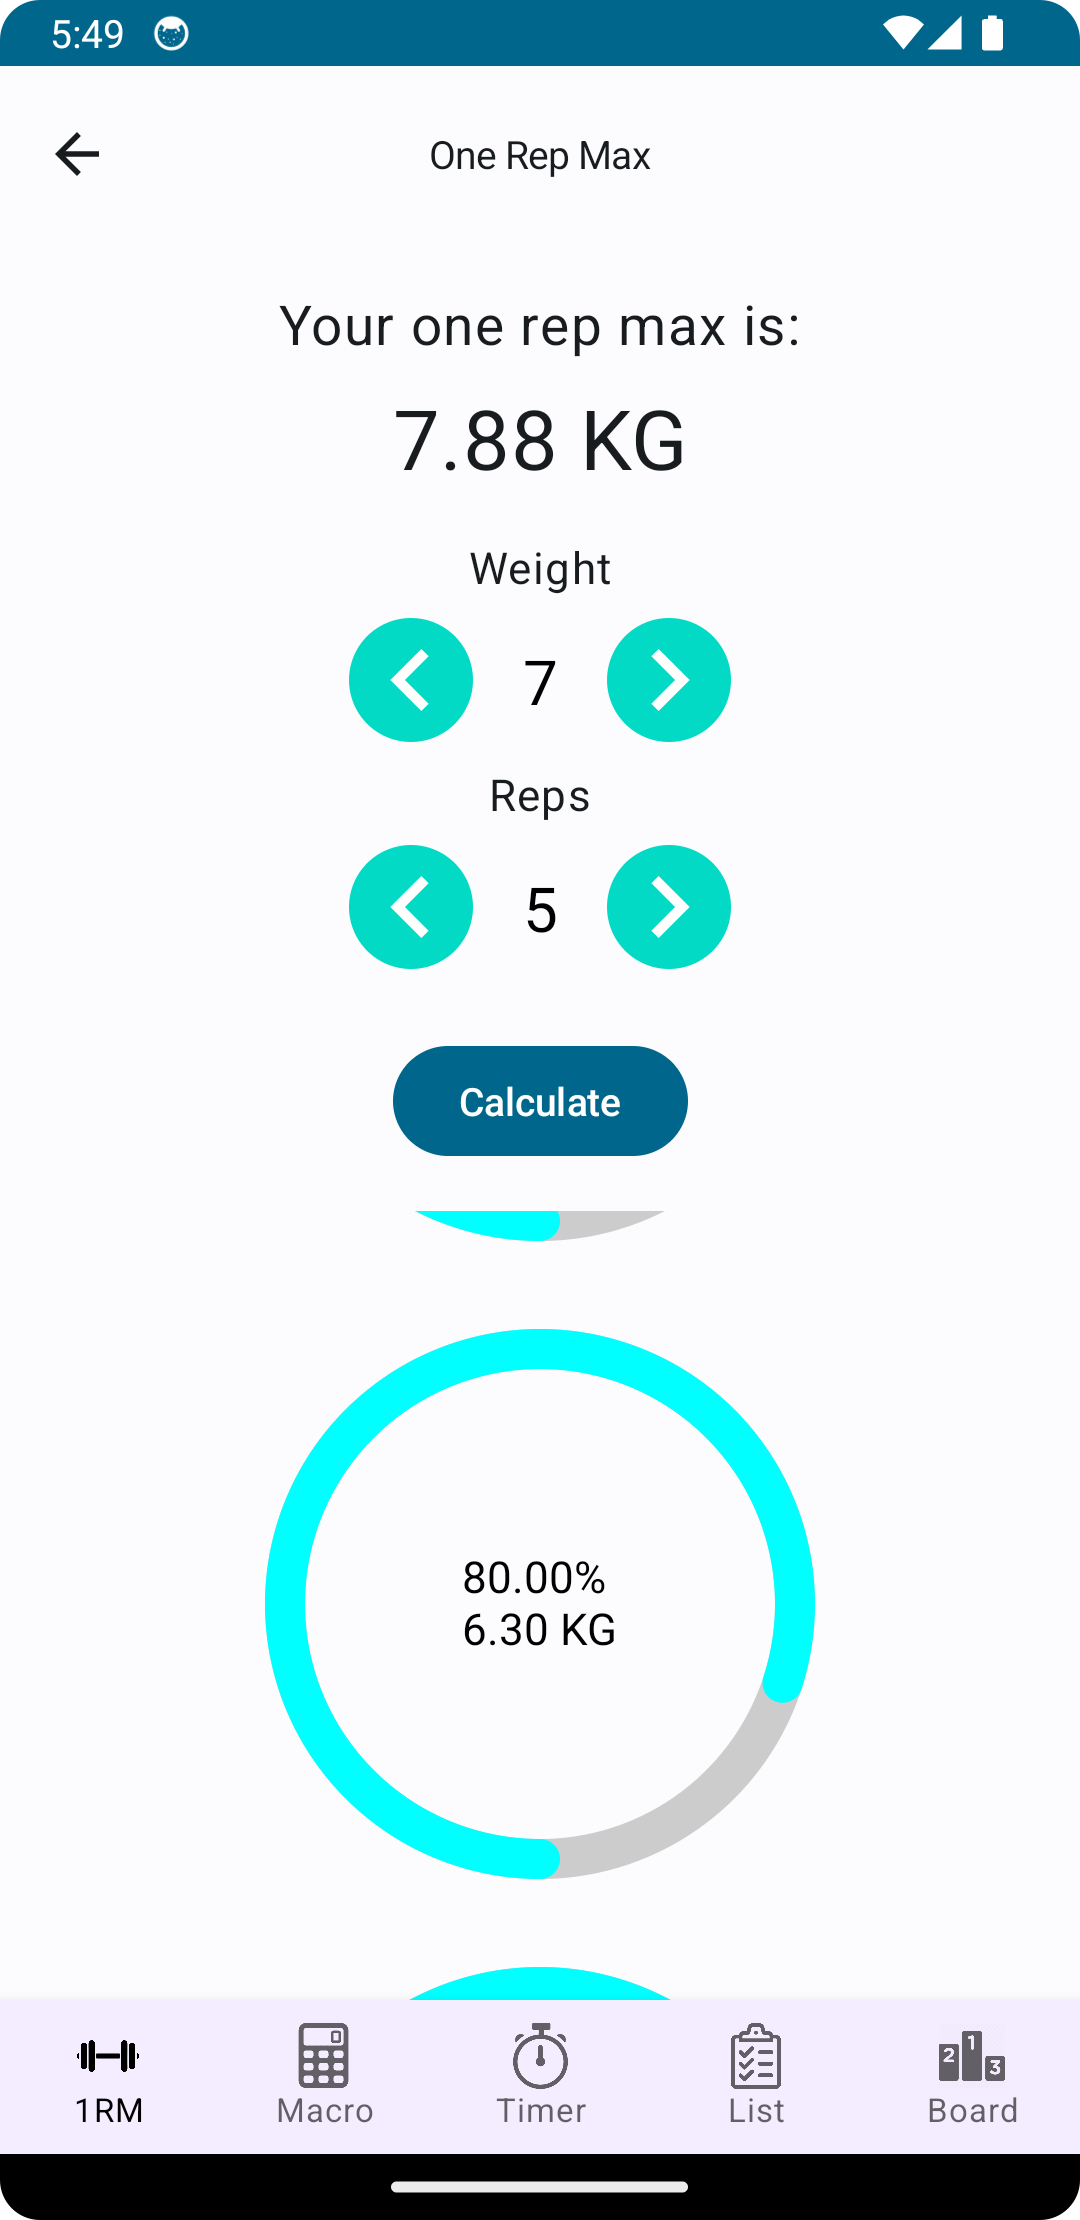 5:49
One Rep Max
Your one rep max is:
7.88 KG
Weight
7
Reps
5
Calculate
80.00%
6.30 KG
1RM
Macro
Timer
List
Board